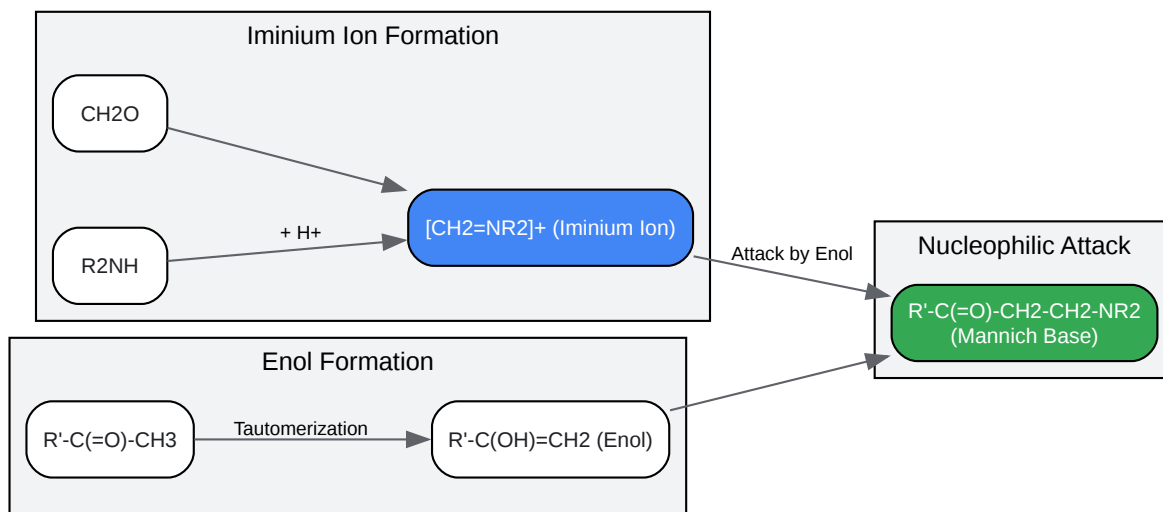 Iminium Ion Formation
CH2O
R2NH
+ H+
[CH2=NR2]+ (Iminium Ion)
Attack by Enol
Nucleophilic Attack
R'-C(=O)-CH2-CH2-NR2
(Mannich Base)
Enol Formation
R'-C(=O)-CH3
Tautomerization
R'-C(OH)=CH2 (Enol)